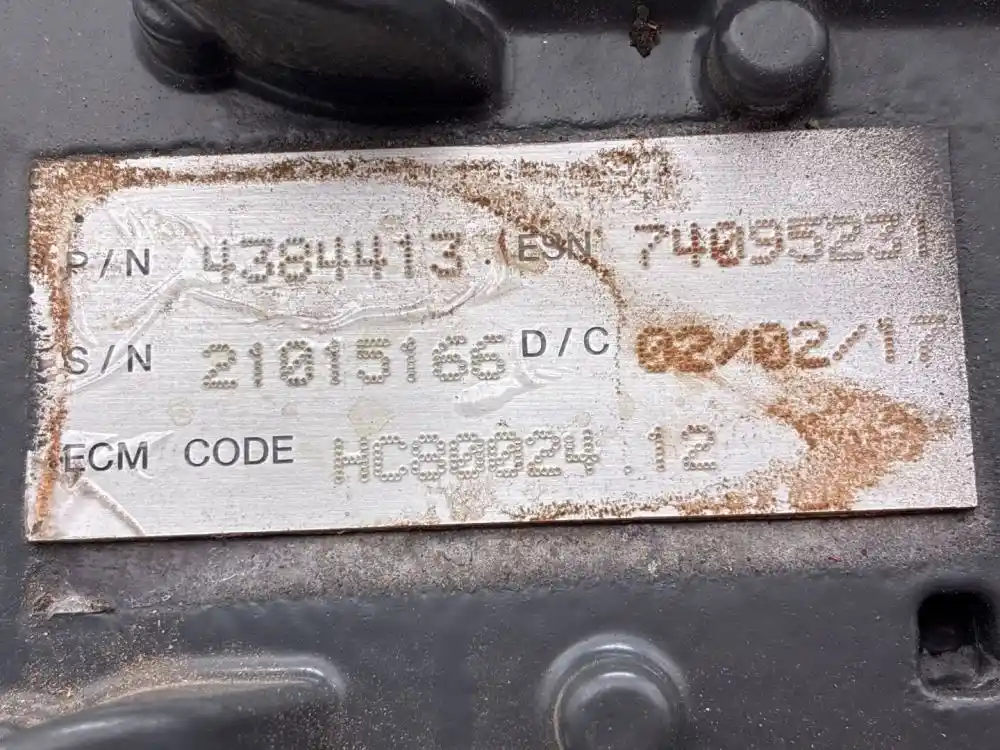 P/N 4384413 ESN 74095231
S/N 21015166 D/C 02/02/17
ECM CODE HC80024.12